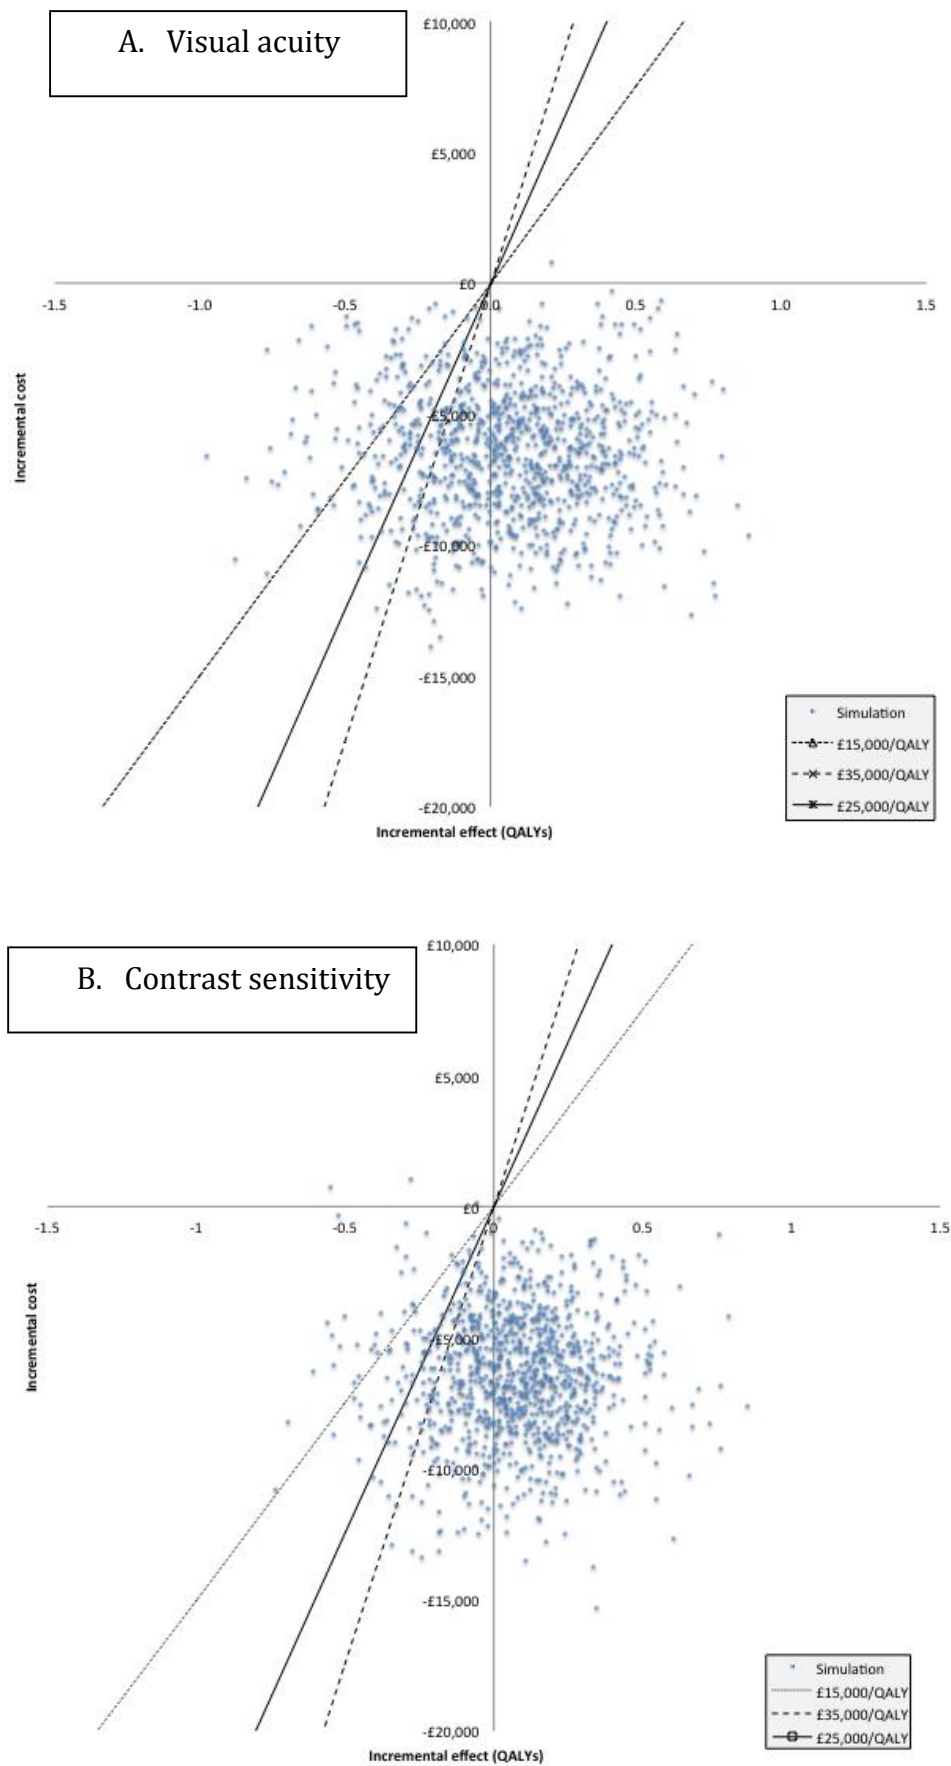 A. Visual acuity
£10,000
£5,000
£0
-1.5 -1.0 -0.5 0.0 0.5 1.0 1.5
-£5,000
-£10,000
-£15,000
-£20,000
Incremental cost
Incremental effect (QALYs)
Simulation
£15,000/QALY
£35,000/QALY
£25,000/QALY
B. Contrast sensitivity
£10,000
£5,000
£0
-1.5 -1 -0.5 0 0.5 1 1.5
-£5,000
-£10,000
-£15,000
-£20,000
Incremental cost
Incremental effect (QALYs)
Simulation
£15,000/QALY
£35,000/QALY
£25,000/QALY